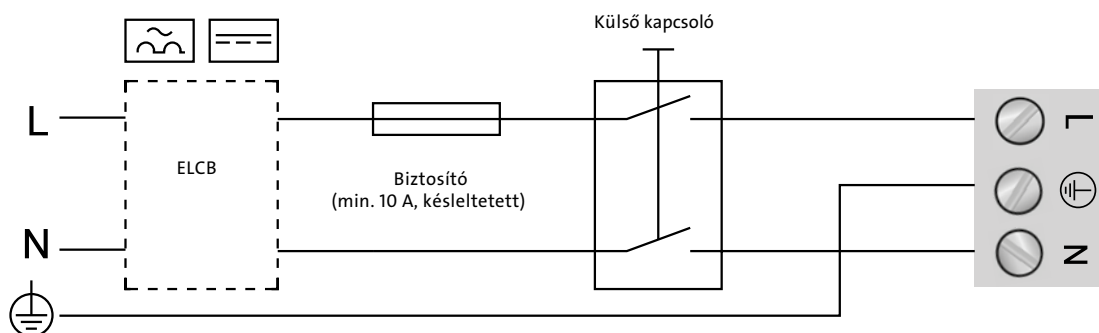 Külső kapcsoló
L
ELCB
Biztosító
(min. 10 A, késleltetett)
N
L
N